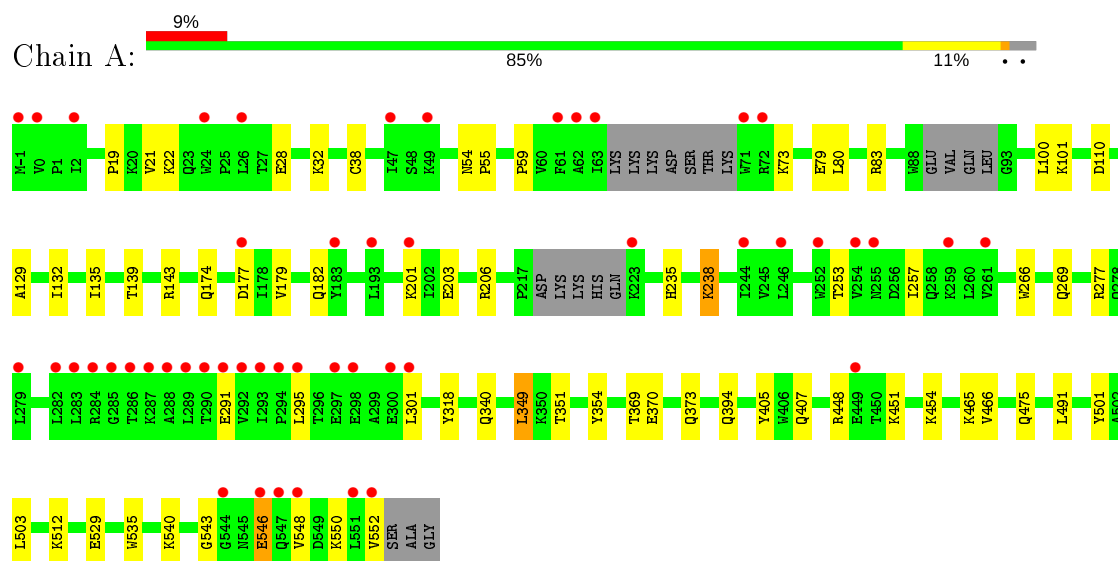 9%
Chain A:
85% 11% • •
M-1 V0 P1 I2 P19 K20 V21 K22 Q23 W24 P25 L26 T27 E28 K32 C38 I47 S48 K49 N54 P55 P59 V60 F61 A62 I63 LYS LYS LYS ASP SER THR LYS W71 R72 K73 E79 L80 R83 W88 GLU VAL GLN LEU G93 L100 K101 D110
A129 I132 I135 T139 R143 Q174 D177 I178 V179 Q182 Y183 L193 K201 I202 E203 R206 P217 ASP LYS LYS HIS GLN K223 H235 K238 I244 V245 L246 W252 T253 V254 N255 D256 I257 Q258 K259 L260 V261 W266 Q269 R277
L279 L282 L283 R284 G285 T286 K287 A288 L289 T290 E291 V292 I293 P294 L295 T296 E297 E298 A299 E300 L301 Y318 Q340 L349 K350 T351 Y354 T369 E370 Q373 Q394 Y405 W406 Q407 R448 E449 T450 K451 K454 K465 V466 Q475 L491 Y501
L503 K512 E529 W535 K540 G543 G544 N545 E546 Q547 V548 D549 K550 L551 V552 SER ALA GLY